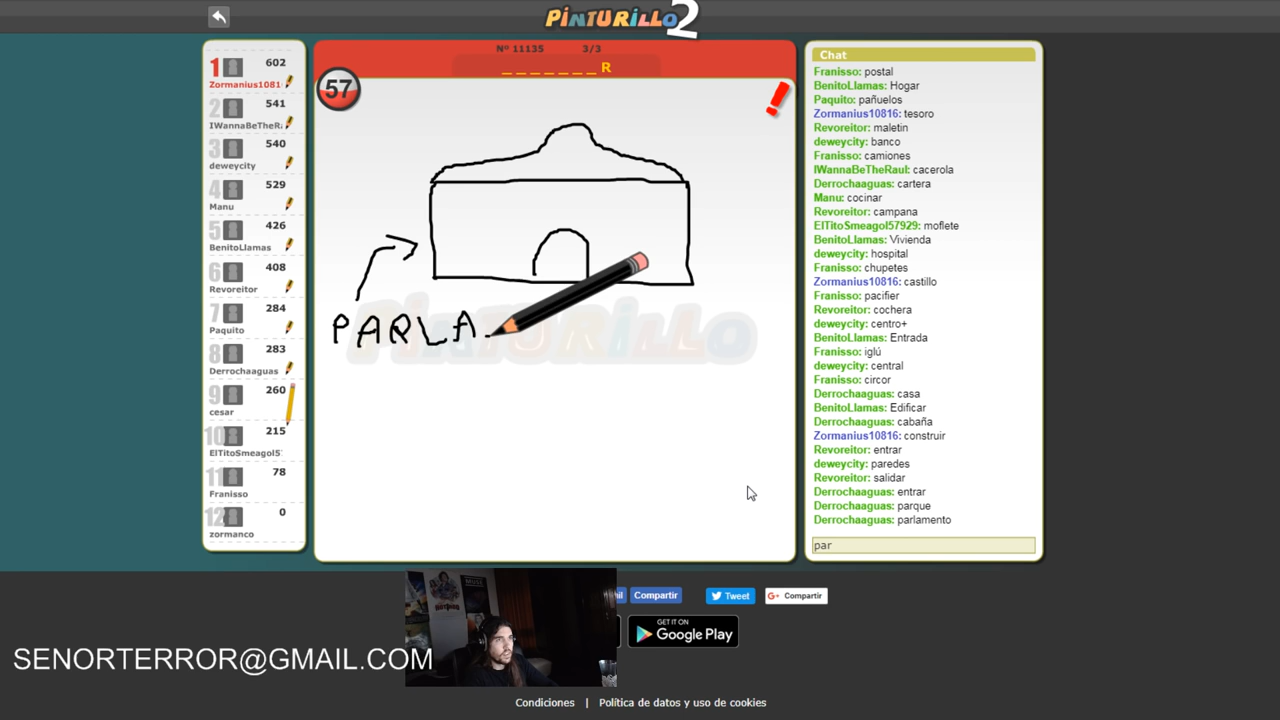 PINTURILLO 2
Nº 11135 3/3
_ _ _ _ _ _ _ R
57
1 602
Zormanius1081
2 541
IWannaBeTheRa
3 540
deweycity
4 529
Manu
5 426
BenitoLlamas
6 408
Revoreitor
7 284
Paquito
8 283
Derrochaaguas
9 260
cesar
10 215
ElTitoSmeagol5
11 78
Franisso
12 0
zormanco
PARLA
PINTURILLO
Chat
Franisso: postal
BenitoLlamas: Hogar
Paquito: pañuelos
Zormanius10816: tesoro
Revoreitor: maletin
deweycity: banco
Franisso: camiones
IWannaBeTheRaul: cacerola
Derrochaaguas: cartera
Manu: cocinar
Revoreitor: campana
ElTitoSmeagol57929: moflete
BenitoLlamas: Vivienda
deweycity: hospital
Franisso: chupetes
Zormanius10816: castillo
Franisso: pacifier
Revoreitor: cochera
deweycity: centro+
BenitoLlamas: Entrada
Franisso: iglú
deweycity: central
Franisso: circor
Derrochaaguas: casa
BenitoLlamas: Edificar
Derrochaaguas: cabaña
Zormanius10816: construir
Revoreitor: entrar
deweycity: paredes
Revoreitor: salidar
Derrochaaguas: entrar
Derrochaaguas: parque
Derrochaaguas: parlamento
par
Compartir Tweet G+ Compartir
GET IT ON
Google Play
SENORTERROR@GMAIL.COM
Condiciones | Política de datos y uso de cookies